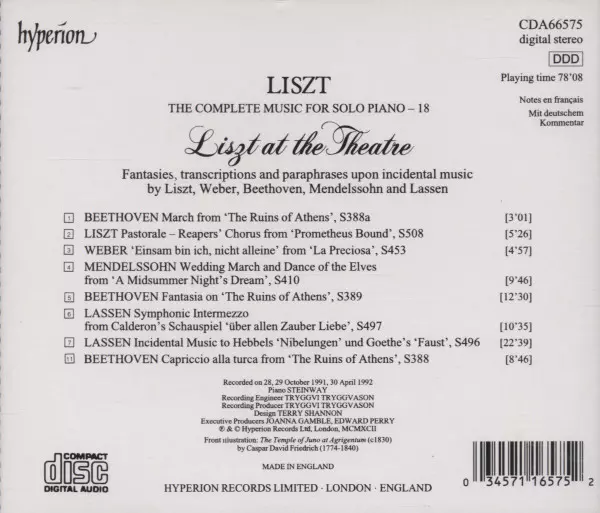 hyperion
CDA66575
digital stereo
DDD
Playing time 78'08
Notes en français
Mit deutschem
Kommentar
LISZT
THE COMPLETE MUSIC FOR SOLO PIANO – 18
Liszt at the Theatre
Fantasies, transcriptions and paraphrases upon incidental music
by Liszt, Weber, Beethoven, Mendelssohn and Lassen
1 BEETHOVEN March from 'The Ruins of Athens', S388a [3'01]
2 LISZT Pastorale – Reapers' Chorus from 'Prometheus Bound', S508 [5'26]
3 WEBER 'Einsam bin ich, nicht alleine' from 'La Preciosa', S453 [4'57]
4 MENDELSSOHN Wedding March and Dance of the Elves
from 'A Midsummer Night's Dream', S410 [9'46]
5 BEETHOVEN Fantasia on 'The Ruins of Athens', S389 [12'30]
6 LASSEN Symphonic Intermezzo
from Calderon's Schauspiel 'über allen Zauber Liebe', S497 [10'35]
7 LASSEN Incidental Music to Hebbels 'Nibelungen' und Goethe's 'Faust', S496 [22'39]
11 BEETHOVEN Capriccio alla turca from 'The Ruins of Athens', S388 [8'46]
Recorded on 28, 29 October 1991, 30 April 1992
Piano STEINWAY
Recording Engineer TRYGGVI TRYGGVASON
Recording Producer TRYGGVI TRYGGVASON
Design TERRY SHANNON
Executive Producers JOANNA GAMBLE, EDWARD PERRY
℗ & © Hyperion Records Ltd, London, MCMXCII
Front illustration: The Temple of Juno at Agrigentum (c1830)
by Caspar David Friedrich (1774-1840)
COMPACT
disc
DIGITAL AUDIO
MADE IN ENGLAND
HYPERION RECORDS LIMITED · LONDON · ENGLAND
0 34571 16575 2